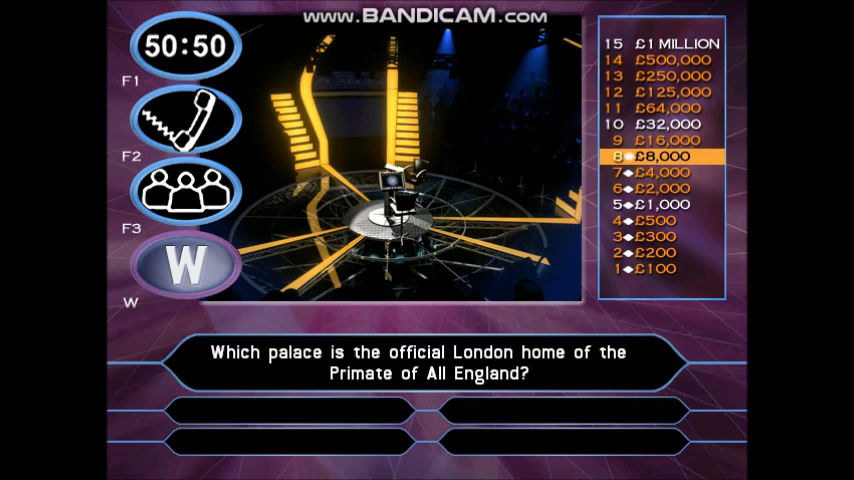 www.BANDICAM.com
50:50
F1
F2
F3
W
W
15 £1 MILLION
14 £500,000
13 £250,000
12 £125,000
11 £64,000
10 £32,000
9 £16,000
8◆£8,000
7◆£4,000
6◆£2,000
5◆£1,000
4◆£500
3◆£300
2◆£200
1◆£100
Which palace is the official London home of the
Primate of All England?